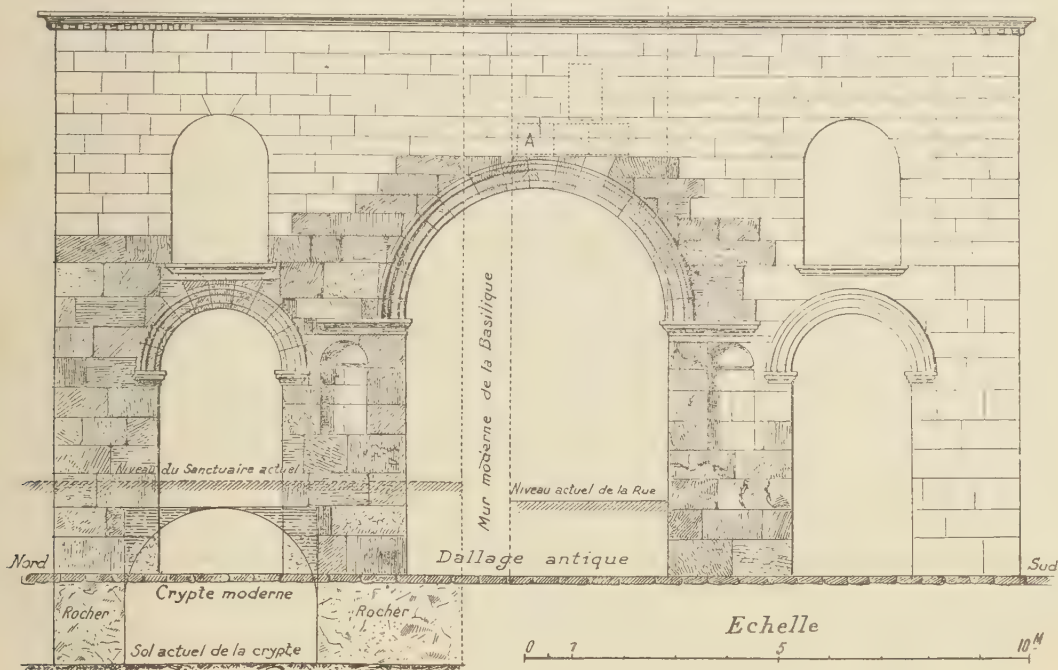 A
Mur moderne de la Basilique
Niveau du Sanctuaire actuel
Niveau actuel de la Rue
Nord
Dallage antique
Sud
Crypte moderne
Rocher
Rocher
Sol actuel de la crypte
Echelle
0 1 5 10 M